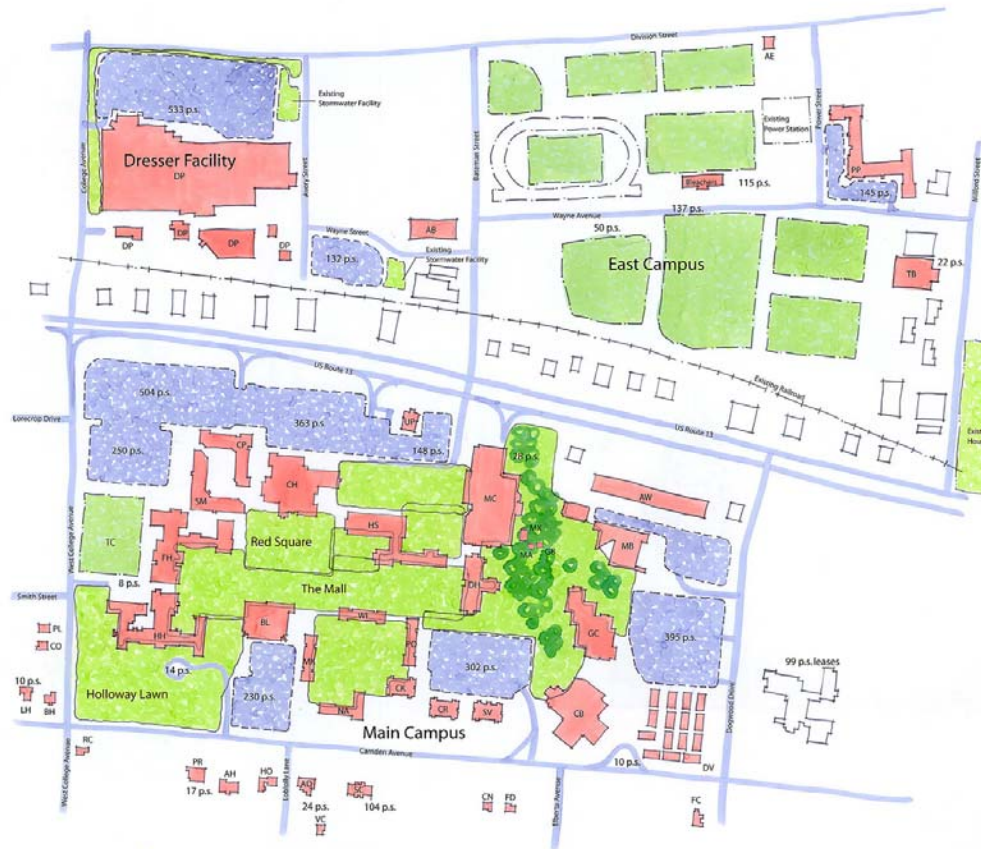 Division Street
AE
Existing
Stormwater Facility
533 p.s.
Existing
Power Station
Power Street
College Avenue
Dresser Facility
DP
Avery Street
Bateman Street
PP
Milford Street
Bleachers
115 p.s.
145 p.s.
137 p.s.
Wayne Avenue
50 p.s.
DP
DP
DP
DP
Wayne Street
AB
132 p.s.
Existing
Stormwater Facility
East Campus
22 p.s.
TB
US Route 13
Existing Railroad
US Route 13
504 p.s.
363 p.s.
UP
Lorecrop Drive
250 p.s.
148 p.s.
28 p.s.
CP
CH
MC
SM
AW
TC
Red Square
HS
MB
West College Avenue
FH
8 p.s.
The Mall
DH
MA
Smith Street
HH
BL
WI
PO
GC
395 p.s.
PL
CO
14 p.s.
302 p.s.
99 p.s. leases
10 p.s.
LH
BH
Holloway Lawn
230 p.s.
CK
NA
CR
SV
CB
Main Campus
Dogwood Drive
RC
Camden Avenue
10 p.s.
DV
West College Avenue
PR
17 p.s.
AH
HO
Loblolly Lane
24 p.s.
VC
SC
104 p.s.
CN
FD
FC